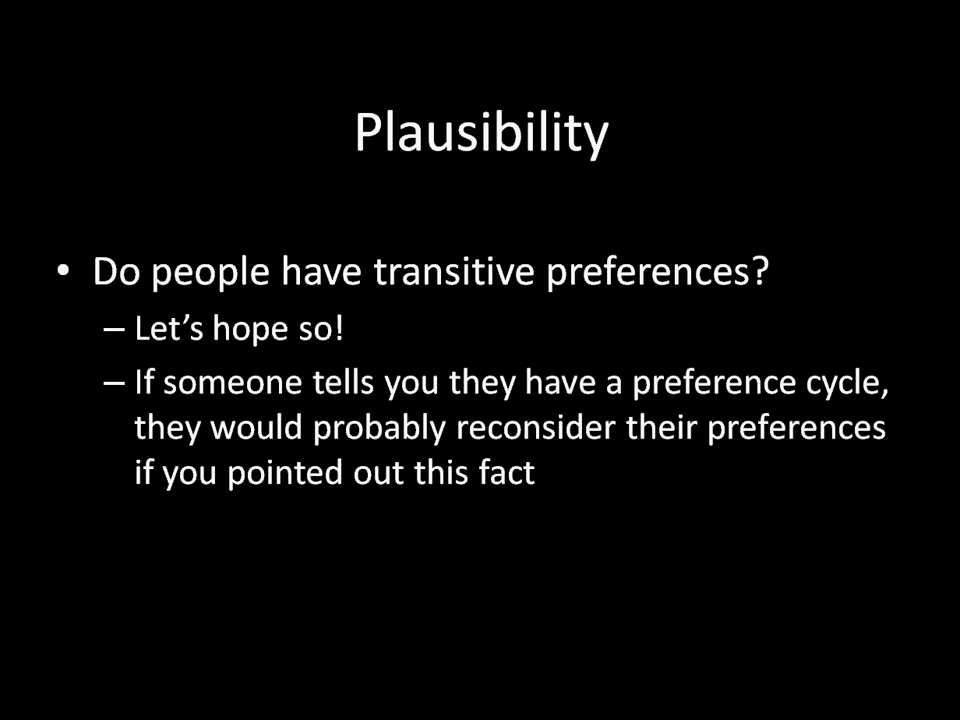 Plausibility
• Do people have transitive preferences?
– Let’s hope so!
– If someone tells you they have a preference cycle,
they would probably reconsider their preferences
if you pointed out this fact